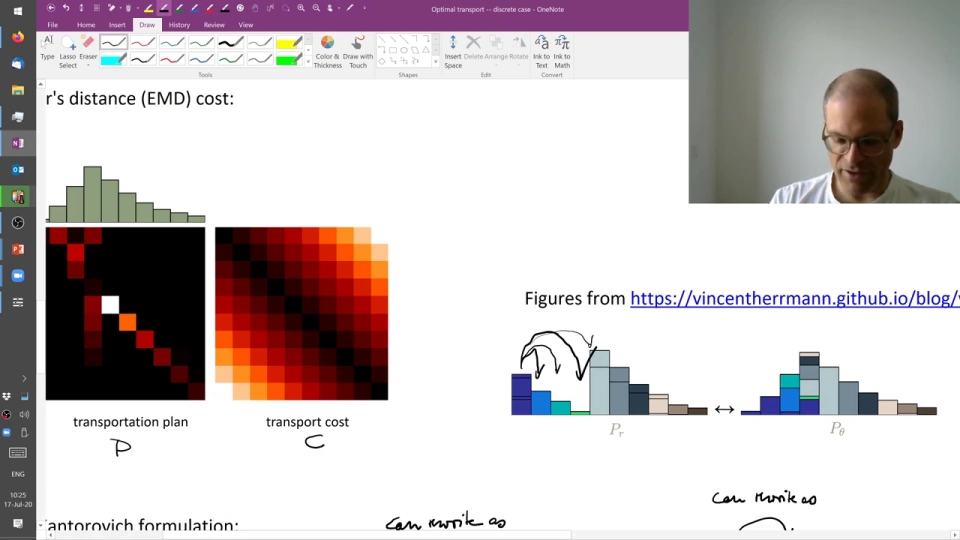 Optimal transport -- discrete case - OneNote
File Home Insert Draw History Review View
Type Lasso Select Eraser Color & Thickness Draw with Touch Insert Space Delete Arrange Rotate Ink to Text Ink to Math
Tools Shapes Edit Convert
r's distance (EMD) cost:
Figures from https://vincentherrmann.github.io/blog/
transportation plan transport cost
P C
Pr Pθ
can write as
antorovich formulation: can write as
ENG
10:25
17-Jul-20